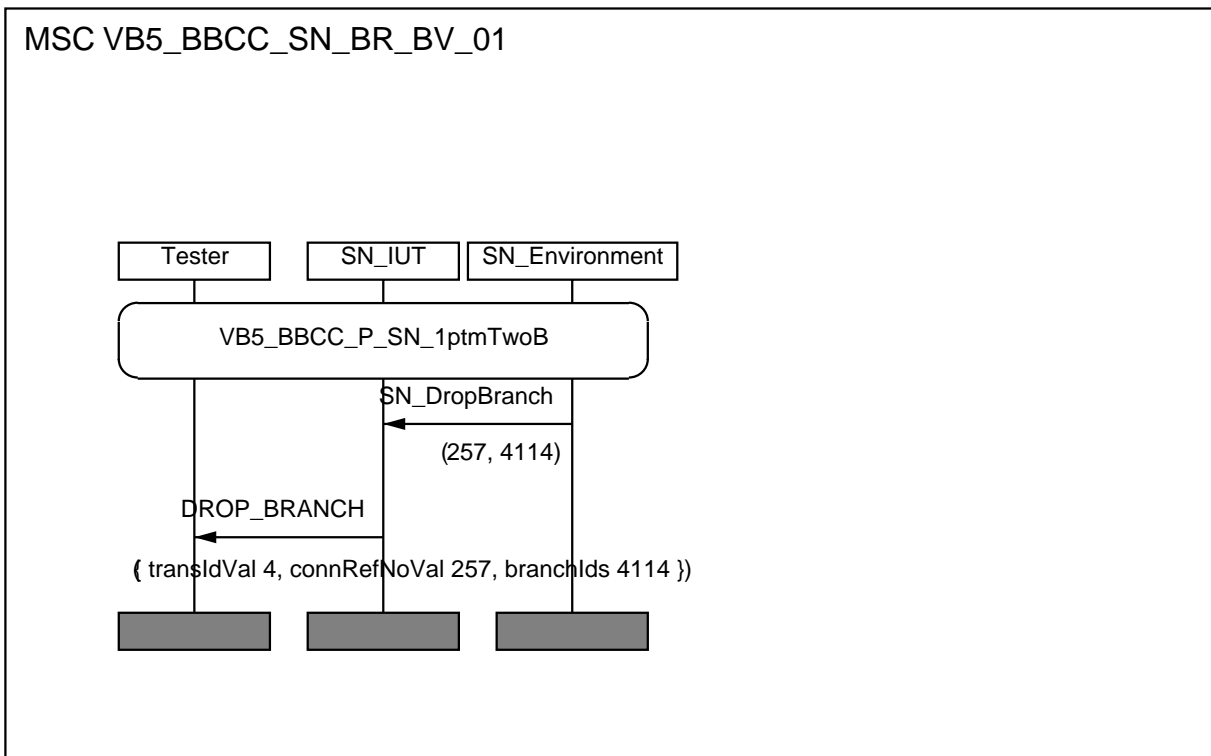 MSC VB5_BBCC_SN_BR_BV_01
Tester
SN_IUT
SN_Environment
VB5_BBCC_P_SN_1ptmTwoB
SN_DropBranch
(257, 4114)
DROP_BRANCH
({ transIdVal 4, connRefNoVal 257, branchIds 4114 })